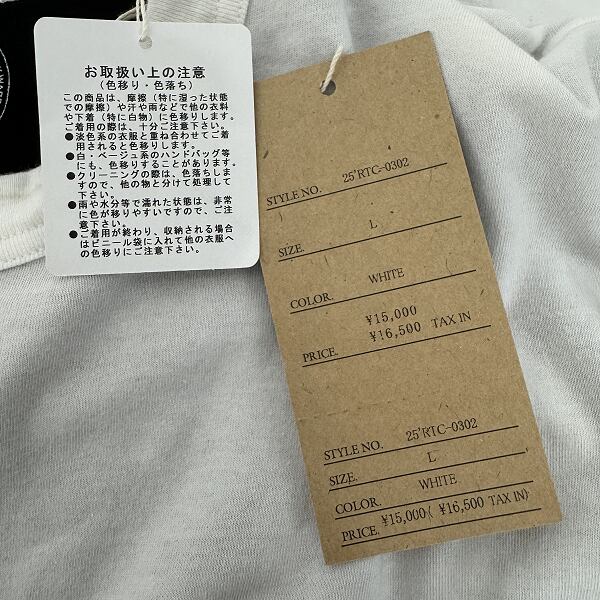 お取扱い上の注意
(色移り・色落ち)
この商品は、摩擦(特に湿った状態
での摩擦)や汗や雨などで他の衣料
や下着(特に白物)に色移りします。
ご着用の際は、十分ご注意下さい。
●淡色系の衣服と重ね合わせてご着
用されると色移りします。
●白・ベージュ系のハンドバッグ等
にも、色移りすることがあります。
●クリーニングの際は、色落ちしま
すので、他の物と分けて処理して
下さい。
●雨や水分等で濡れた状態は、非常
に色が移りやすいですので、ご注
意下さい。
●ご着用が終わり、収納される場合
はビニール袋に入れて他の衣服へ
の色移りにご注意下さい。
STYLE NO. 25'RTC-0302
SIZE. L
COLOR. WHITE
¥15,000
PRICE. ¥16,500 TAX IN
STYLE NO. 25'RTC-0302
SIZE. L
COLOR. WHITE
PRICE. ¥15,000( ¥16,500 TAX IN)